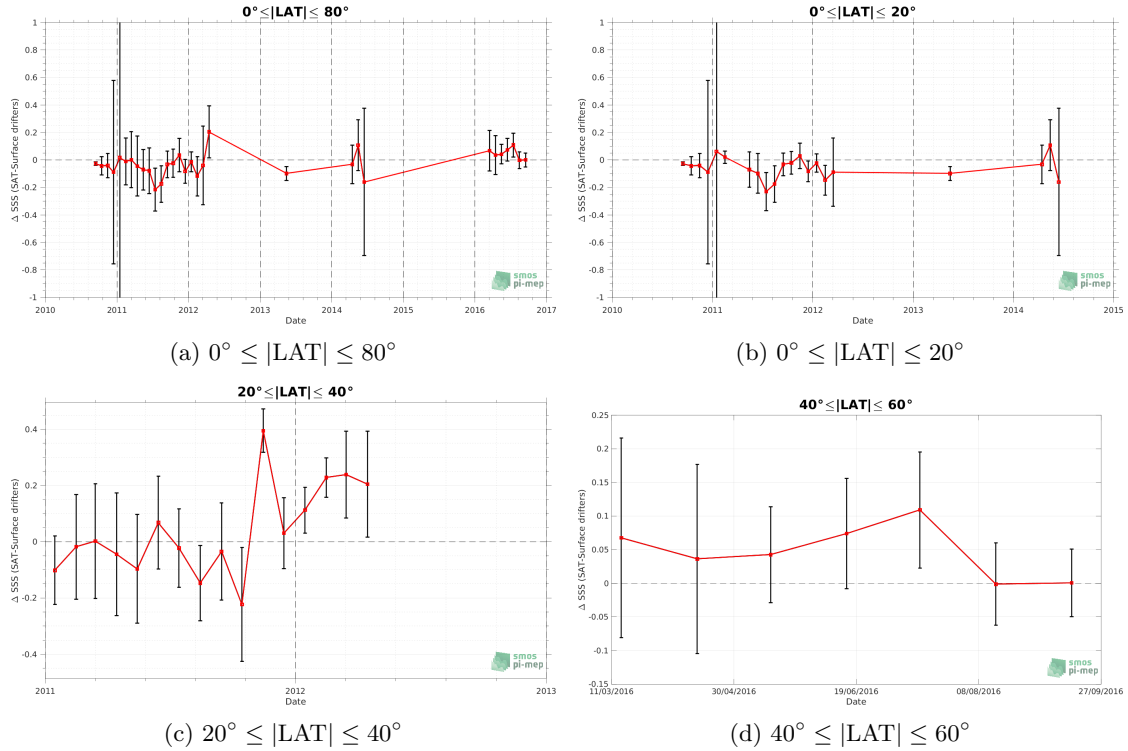 0°≤|LAT|≤ 80°
Δ SSS (SAT-Surface drifters)
1
0.8
0.6
0.4
0.2
0
-0.2
-0.4
-0.6
-0.8
-1
2010 2011 2012 2013 2014 2015 2016 2017
Date
smos
pi-mep
(a) 0° ≤ |LAT| ≤ 80°
0°≤|LAT|≤ 20°
Δ SSS (SAT-Surface drifters)
1
0.8
0.6
0.4
0.2
0
-0.2
-0.4
-0.6
-0.8
-1
2010 2011 2012 2013 2014 2015
Date
smos
pi-mep
(b) 0° ≤ |LAT| ≤ 20°
20°≤|LAT|≤ 40°
Δ SSS (SAT-Surface drifters)
0.4
0.2
0
-0.2
-0.4
2011 2012 2013
Date
smos
pi-mep
(c) 20° ≤ |LAT| ≤ 40°
40°≤|LAT|≤ 60°
Δ SSS (SAT-Surface drifters)
0.25
0.2
0.15
0.1
0.05
0
-0.05
-0.1
-0.15
11/03/2016 30/04/2016 19/06/2016 08/08/2016 27/09/2016
Date
smos
pi-mep
(d) 40° ≤ |LAT| ≤ 60°